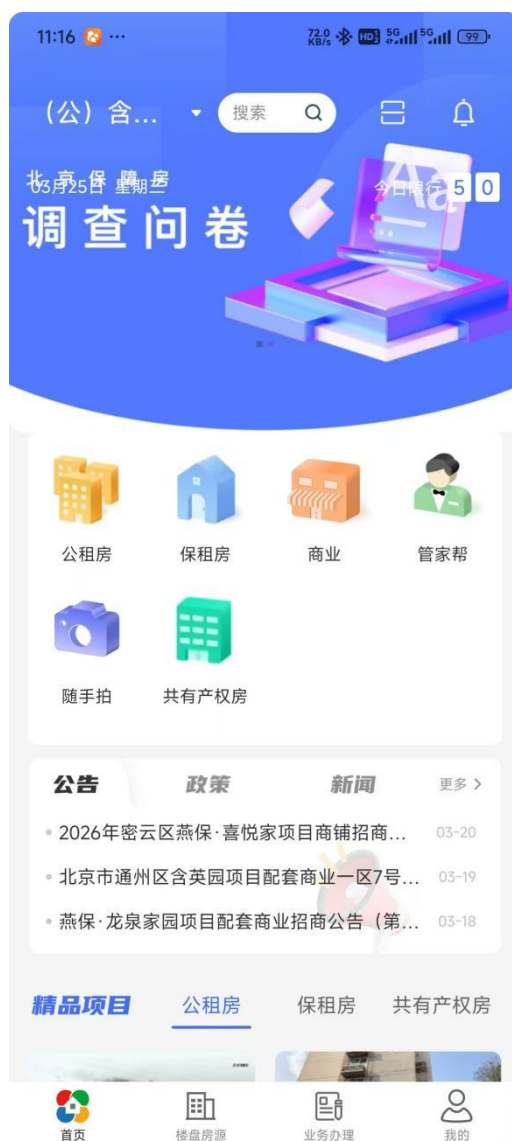 11:16 ... 72.0 KB/s HD 2 5G 5G 99
（公）含... 搜索
北京保障房
03月25日 星期三 今日限行 5 0
调查问卷
Aa
公租房 保租房 商业 管家帮
随手拍 共有产权房
公告 政策 新闻 更多 >
2026年密云区燕保·喜悦家项目商铺招商... 03-20
北京市通州区含英园项目配套商业一区7号... 03-19
燕保·龙泉家园项目配套商业招商公告（第... 03-18
精品项目 公租房 保租房 共有产权房
首页 楼盘房源 业务办理 我的